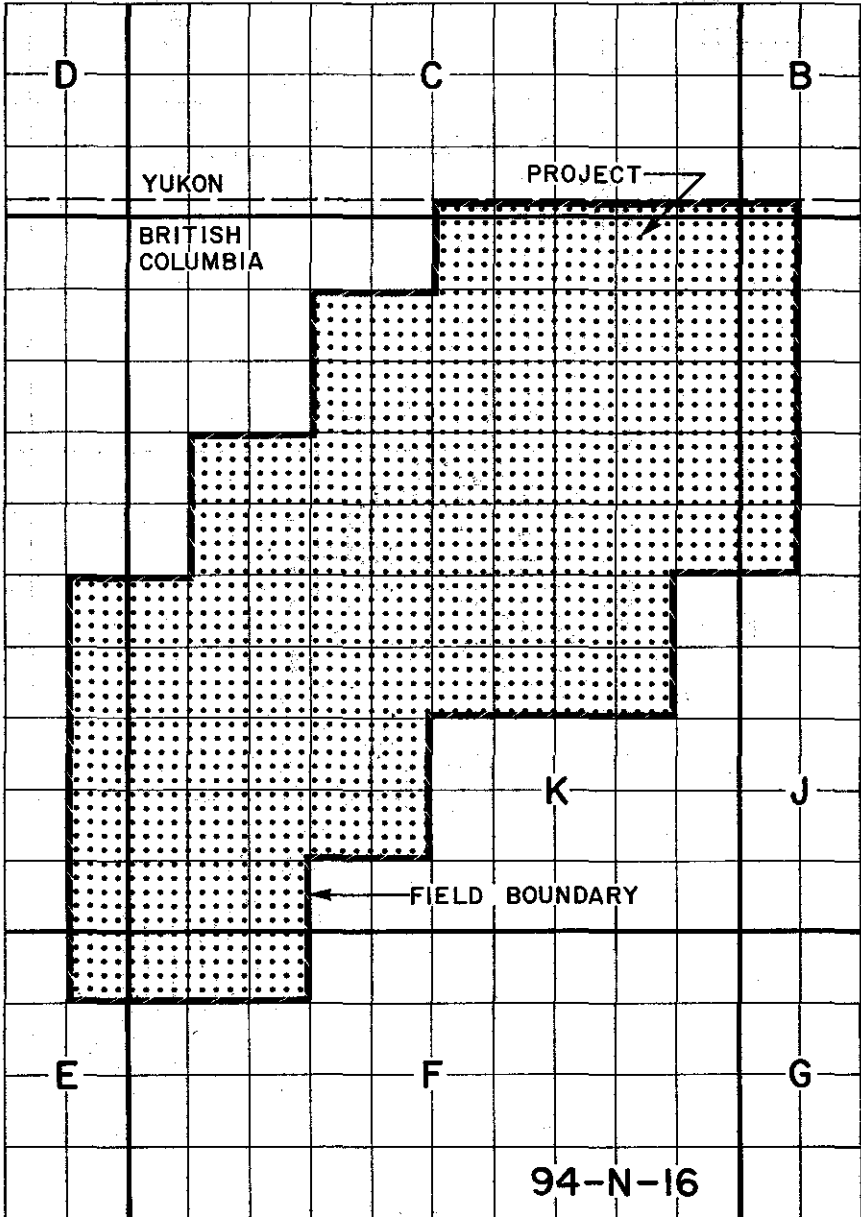 D C B
YUKON
PROJECT
BRITISH
COLUMBIA
K J
FIELD BOUNDARY
E F G
94-N-16